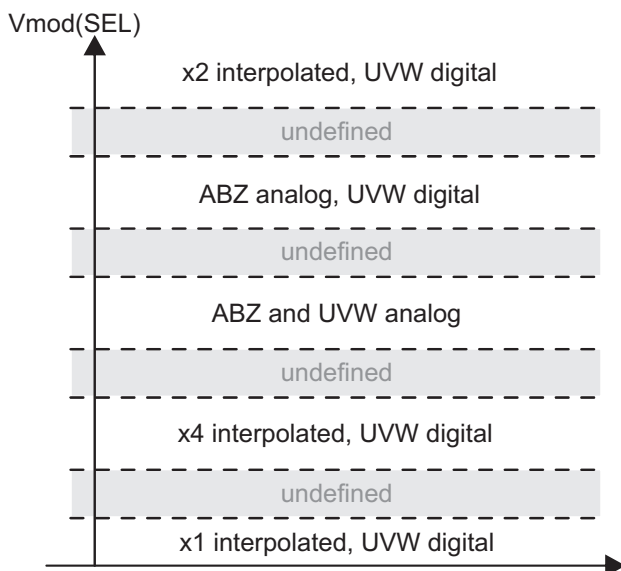 Vmod(SEL)
x2 interpolated, UVW digital
undefined
ABZ analog, UVW digital
undefined
ABZ and UVW analog
undefined
x4 interpolated, UVW digital
undefined
x1 interpolated, UVW digital